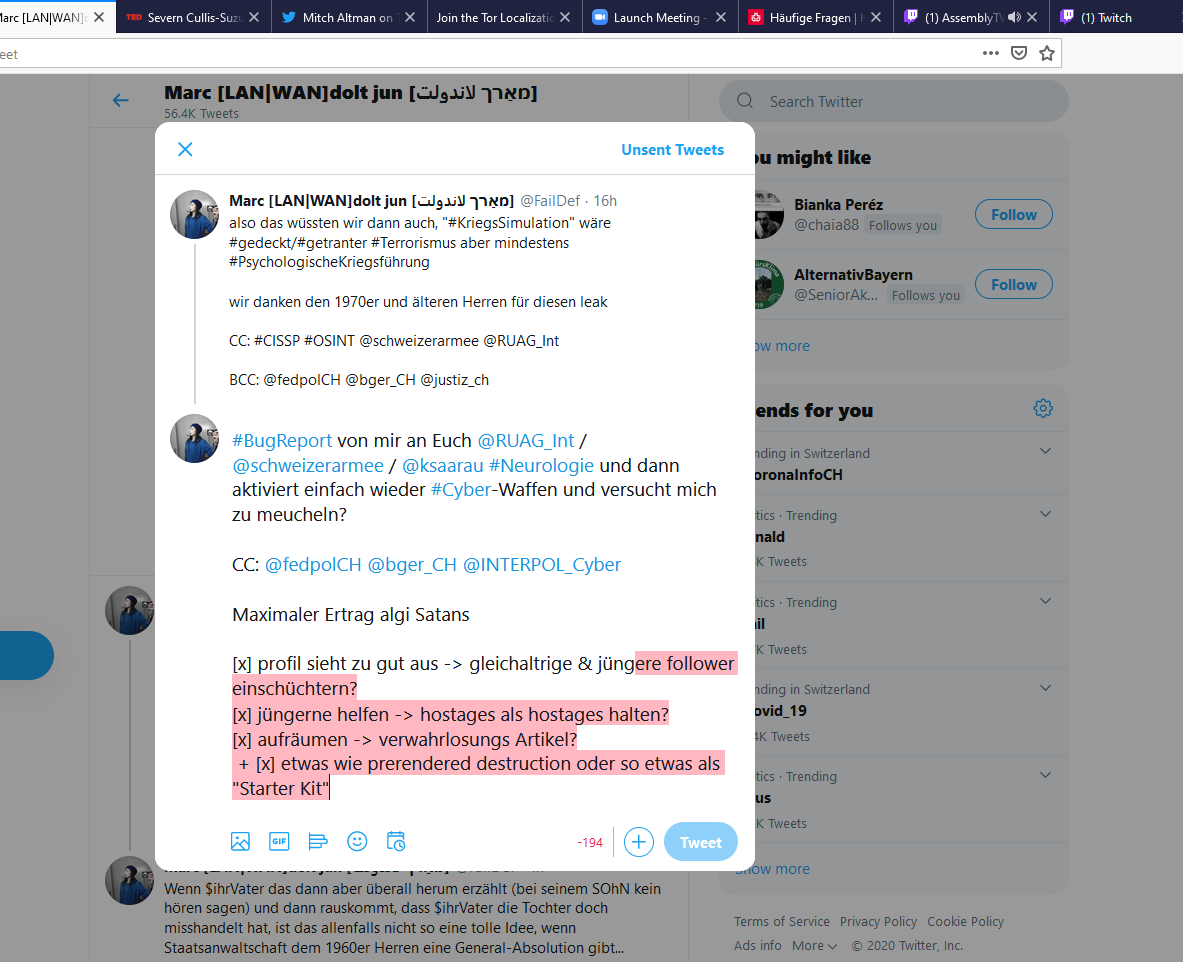 Marc [LAN|WAN]d
Severn Cullis-Suzu
Mitch Altman on T
Join the Tor Localizatio
Launch Meeting -
Häufige Fragen | H
(1) AssemblyTV
(1) Twitch
eet
Marc [LAN|WAN]dolt jun [מאַרך لاندولت]
56.4K Tweets
Search Twitter
Unsent Tweets
Marc [LAN|WAN]dolt jun [מאַרך لاندولت] @FailDef · 16h
also das wüssten wir dann auch, "#KriegsSimulation" wäre
#gedeckt/#getranter #Terrorismus aber mindestens
#PsychologischeKriegsführung
wir danken den 1970er und älteren Herren für diesen leak
CC: #CISSP #OSINT @schweizerarmee @RUAG_Int
BCC: @fedpolCH @bger_CH @justiz_ch
#BugReport von mir an Euch @RUAG_Int /
@schweizerarmee / @ksaarau #Neurologie und dann
aktiviert einfach wieder #Cyber-Waffen und versucht mich
zu meucheln?
CC: @fedpolCH @bger_CH @INTERPOL_Cyber
Maximaler Ertrag algi Satans
[x] profil sieht zu gut aus -> gleichaltrige & jüngere follower
einschüchtern?
[x] jüngerne helfen -> hostages als hostages halten?
[x] aufräumen -> verwahrlosungs Artikel?
+ [x] etwas wie prerendered destruction oder so etwas als
"Starter Kit"
-194
Tweet
GIF
ou might like
Bianka Peréz
@chaia88 Follows you
Follow
AlternativBayern
@SeniorAk... Follows you
Follow
ow more
ends for you
nding in Switzerland
oronaInfoCH
tics · Trending
nald
K Tweets
tics · Trending
il
K Tweets
nding in Switzerland
ovid_19
4K Tweets
tics · Trending
us
K Tweets
Show more
Wenn $ihrVater das dann aber überall herum erzählt (bei seinem SOhN kein
hören sagen) und dann rauskommt, dass $ihrVater die Tochter doch
misshandelt hat, ist das allenfalls nicht so eine tolle Idee, wenn
Staatsanwaltschaft dem 1960er Herren eine General-Absolution gibt...
Terms of Service Privacy Policy Cookie Policy
Ads info More © 2020 Twitter, Inc.